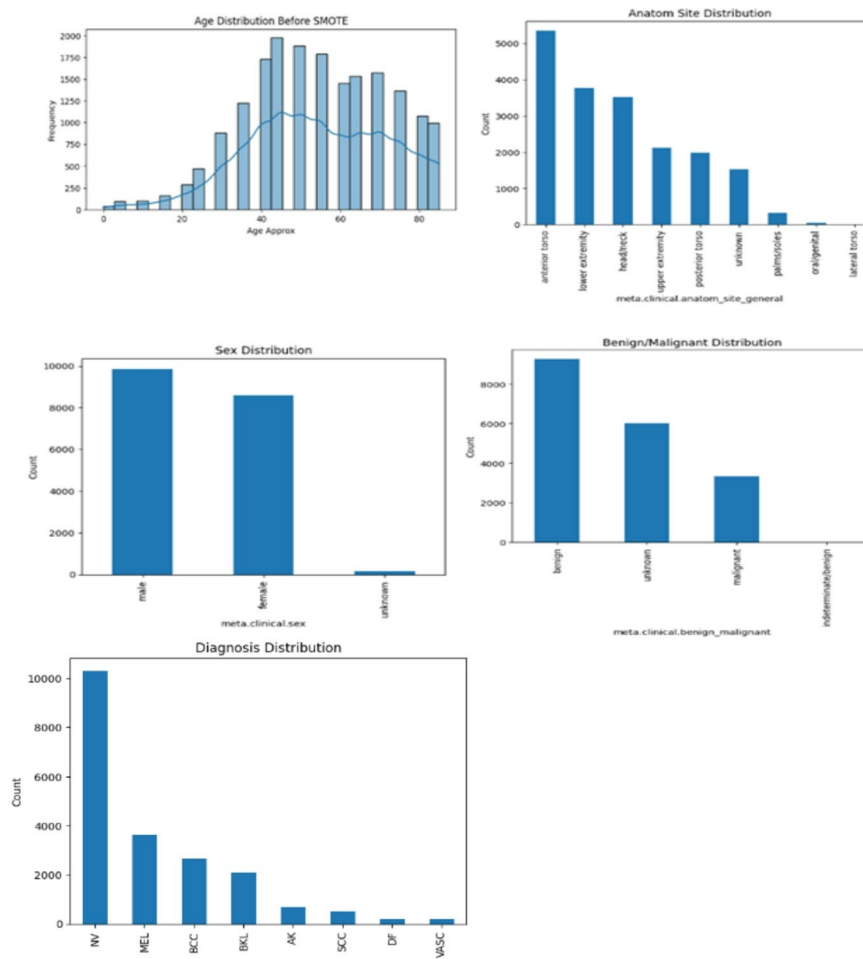 Age Distribution Before SMOTE
2000
1750
1500
1250
1000
750
500
250
0
Frequency
0
20
40
60
80
Age Approx
Anatom Site Distribution
5000
4000
3000
2000
1000
0
Count
anterior torso
lower extremity
head/neck
upper extremity
posterior torso
unknown
palms/soles
oral/genital
lateral torso
meta.clinical.anatom_site_general
Sex Distribution
10000
8000
6000
4000
2000
0
Count
male
female
unknown
meta.clinical.sex
Benign/Malignant Distribution
8000
6000
4000
2000
0
Count
benign
unknown
malignant
indeterminate/benign
meta.clinical.benign_malignant
Diagnosis Distribution
10000
8000
6000
4000
2000
0
Count
NV
MEL
BCC
BKL
AK
SCC
DF
VASC